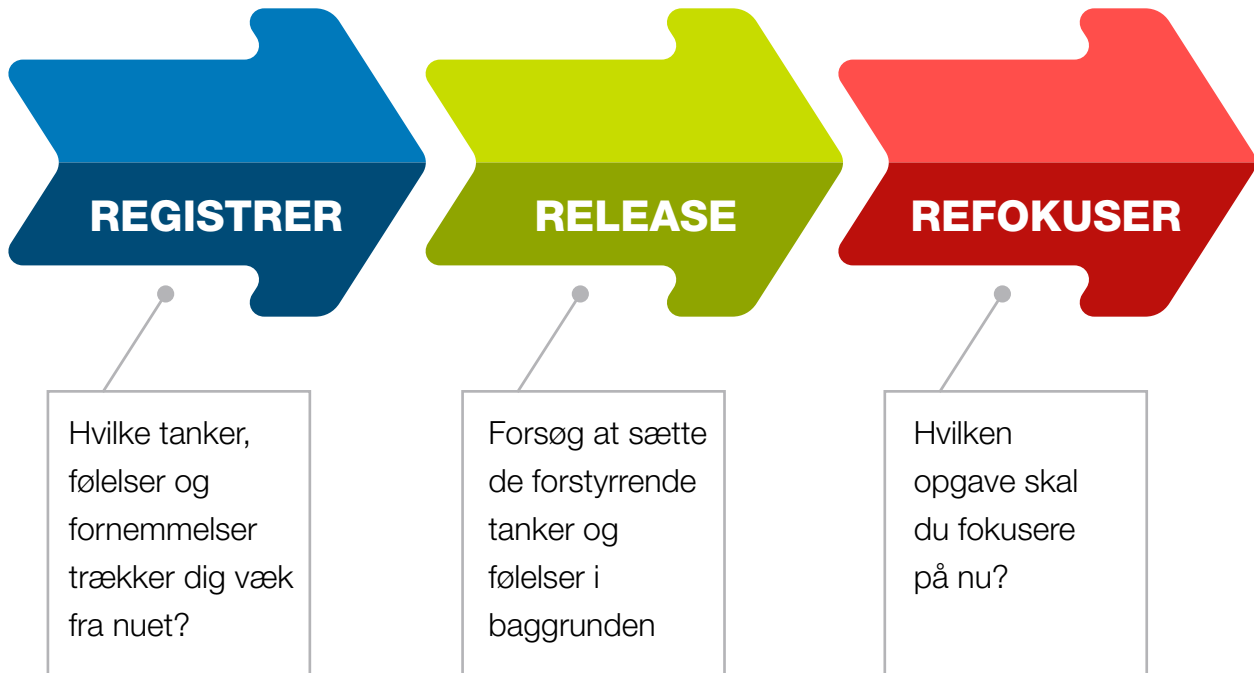 REGISTRER
RELEASE
REFOKUSER
Hvilke tanker,
følelser og
fornemmelser
trækker dig væk
fra nuet?
Forsøg at sætte
de forstyrrende
tanker og
følelser i
baggrunden
Hvilken
opgave skal
du fokusere
på nu?